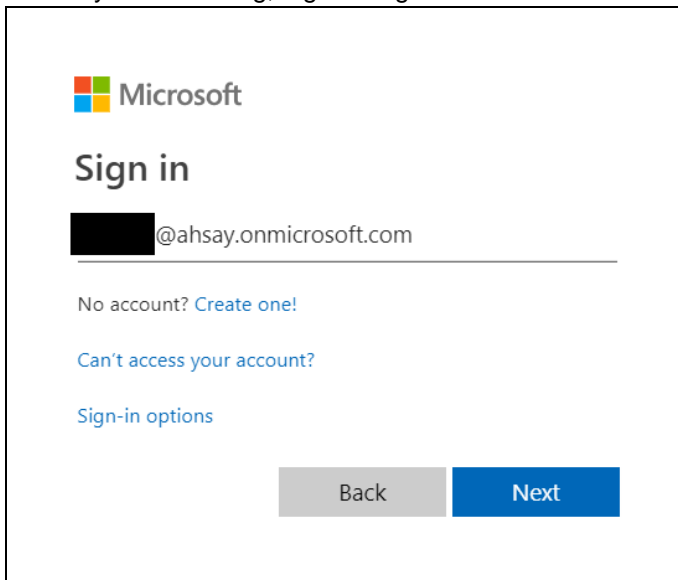 Microsoft
Sign in
@ahsay.onmicrosoft.com
No account? Create one!
Can't access your account?
Sign-in options
Back Next